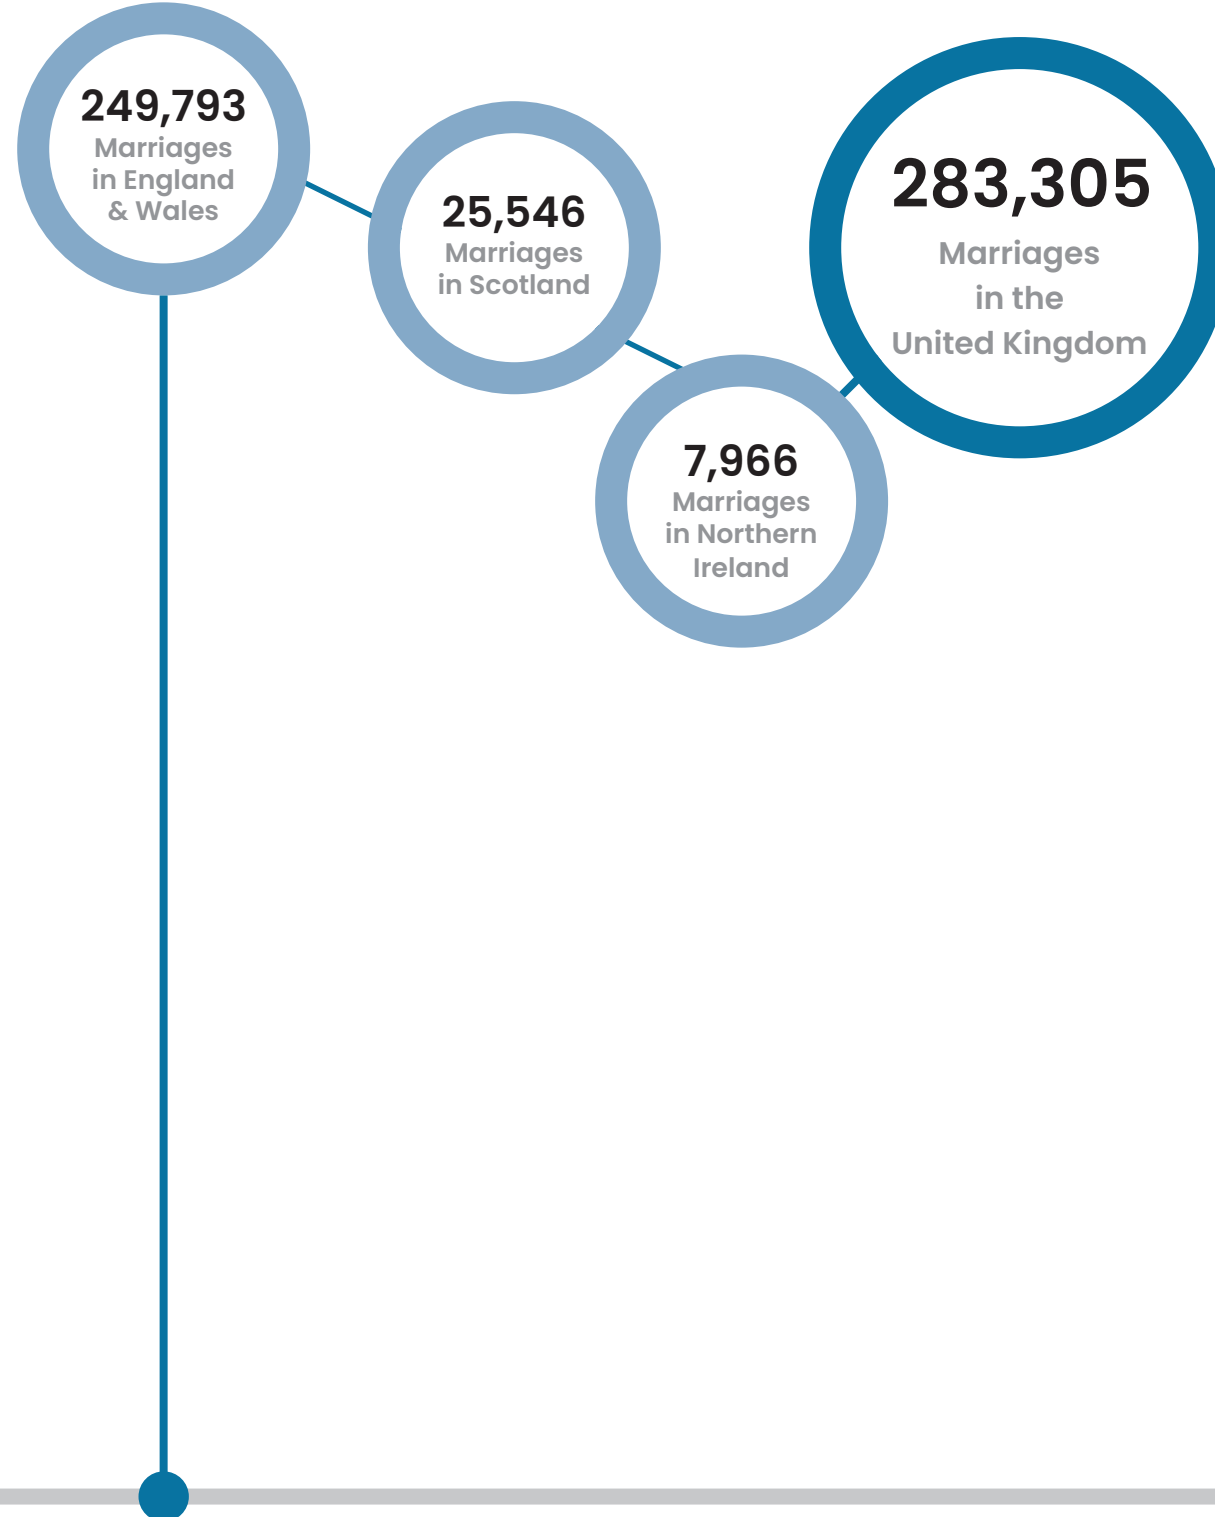 249,793
Marriages
in England
& Wales
25,546
Marriages
in Scotland
7,966
Marriages
in Northern
Ireland
283,305
Marriages
in the
United Kingdom